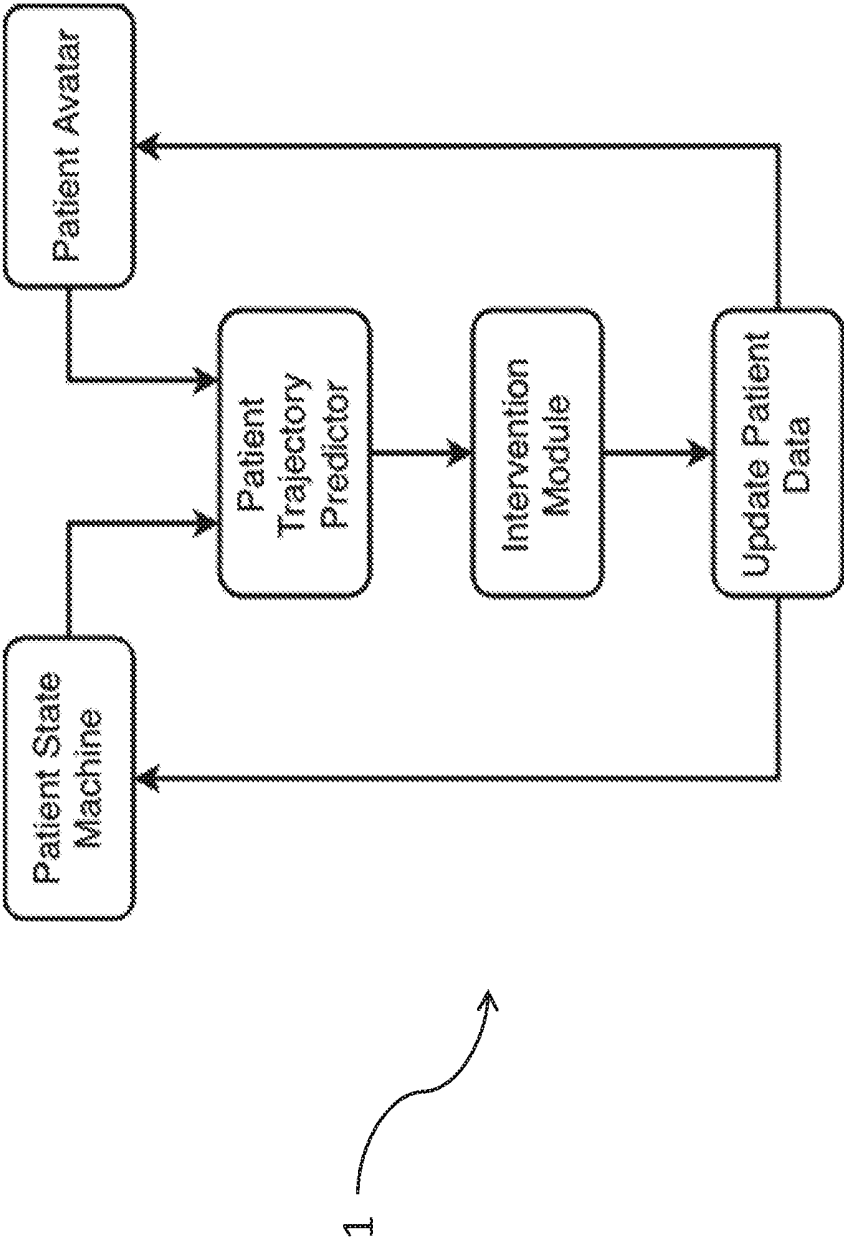 Patient State
Machine
Patient Avatar
Patient
Trajectory
Predictor
Intervention
Module
Update Patient
Data
1